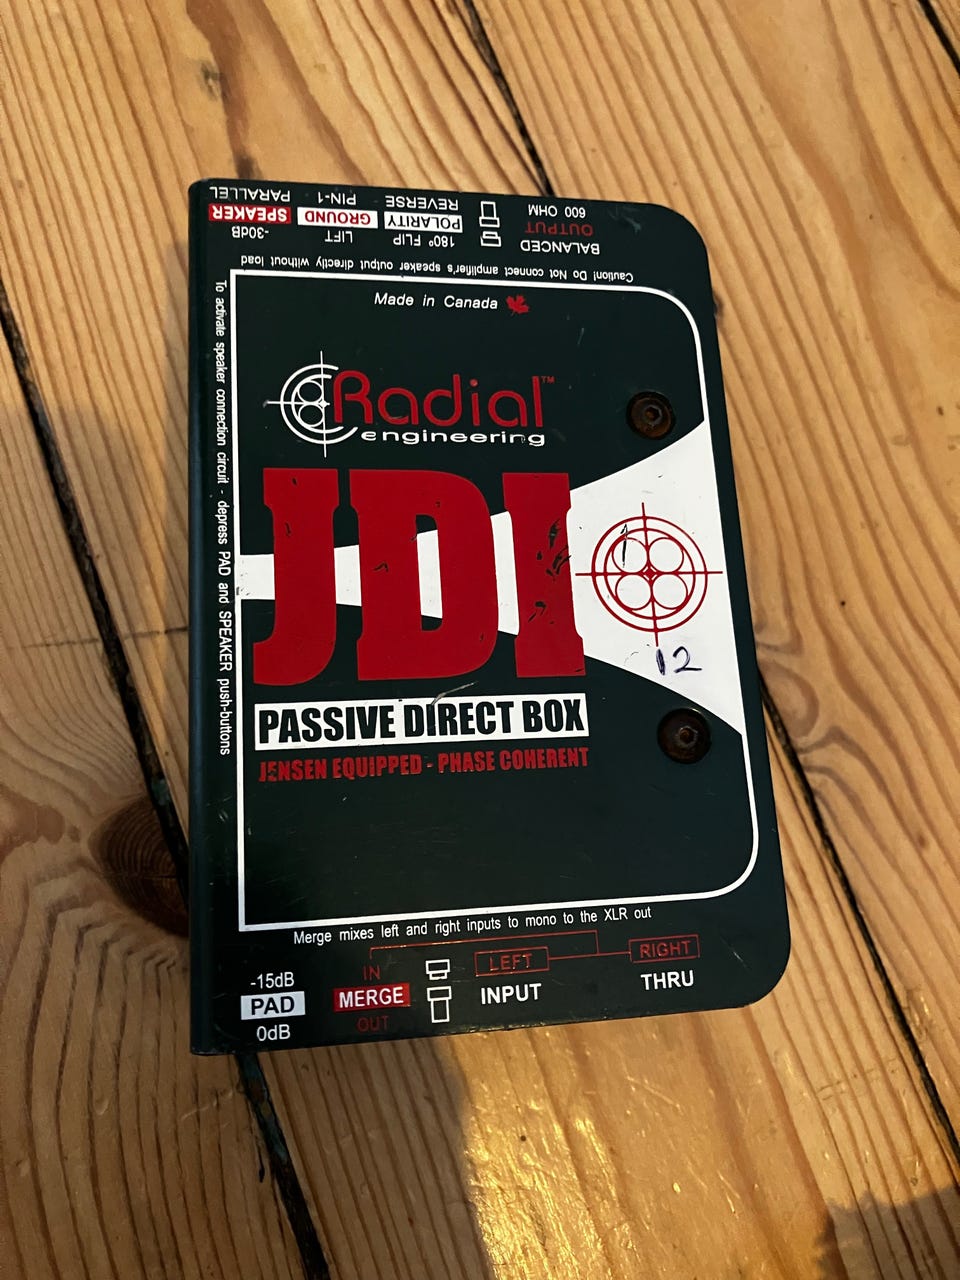 BALANCED
OUTPUT
600 OHM
180° FLIP
POLARITY
REVERSE
LIFT
GROUND
PIN-1
-30dB
SPEAKER
PARALLEL
Caution! Do Not connect amplifier's speaker output directly without load
To activate speaker connection circuit - depress PAD and SPEAKER push-buttons
Made in Canada
Radial™
engineering
JDI
12
PASSIVE DIRECT BOX
JENSEN EQUIPPED - PHASE COHERENT
Merge mixes left and right inputs to mono to the XLR out
-15dB
PAD
0dB
IN
MERGE
OUT
LEFT
INPUT
RIGHT
THRU